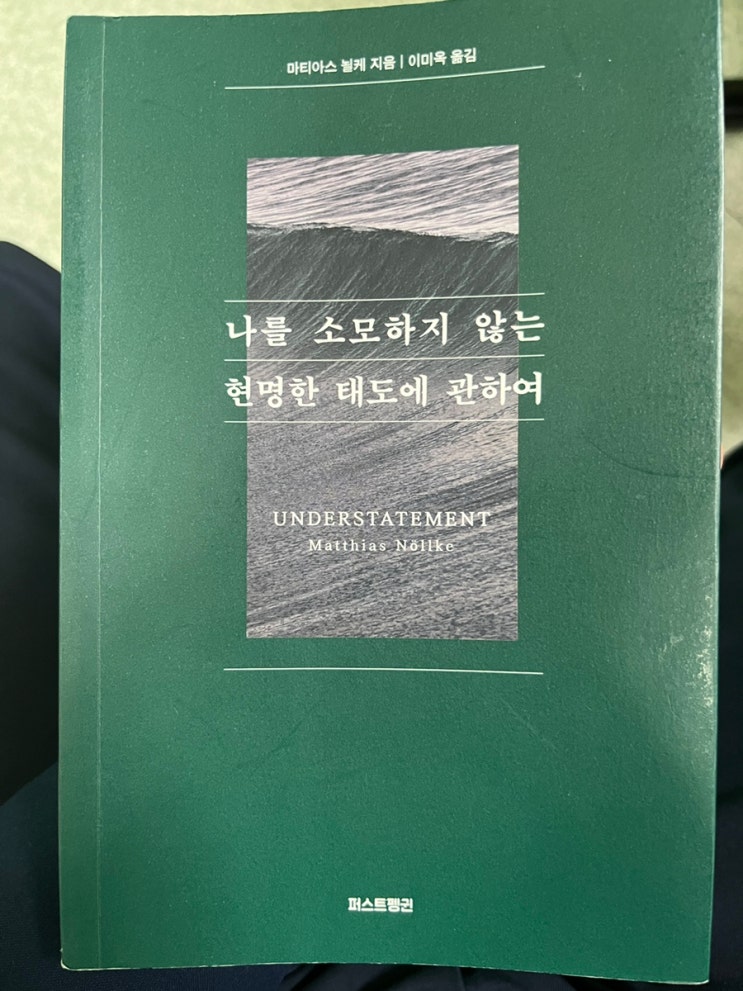 마티아스 뇔케 지음 | 이미옥 옮김
나를 소모하지 않는
현명한 태도에 관하여
UNDERSTATEMENT
Matthias Nöllke
퍼스트펭귄